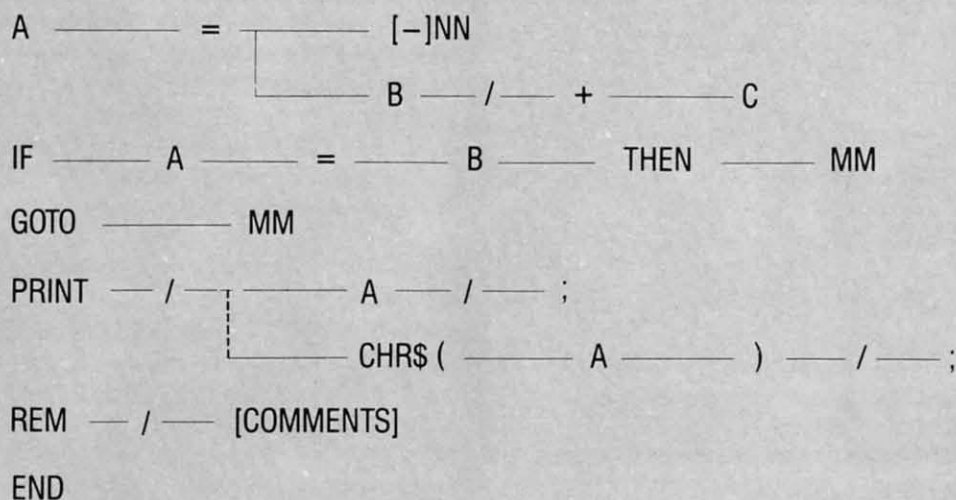 A = [-]NN
B / + C
IF A = B THEN MM
GOTO MM
PRINT / A / ;
CHR$ ( A ) / ;
REM / [COMMENTS]
END